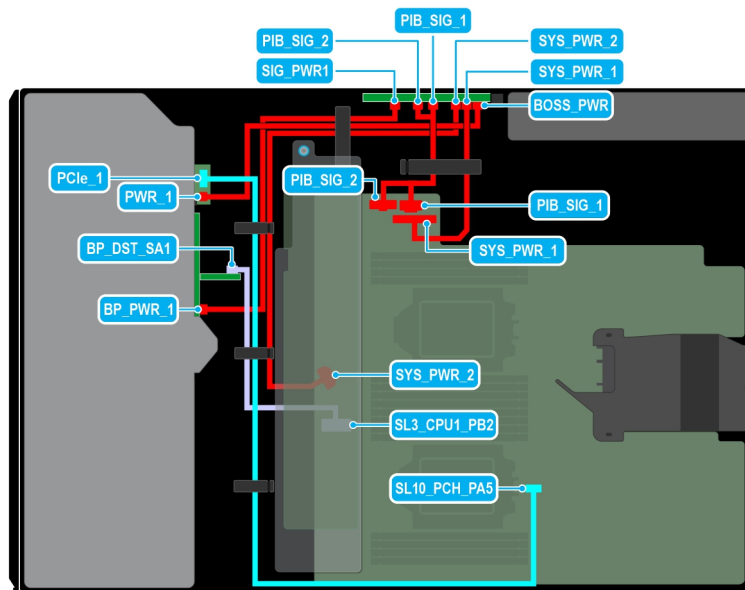 PIB_SIG_1
PIB_SIG_2
SYS_PWR_2
SIG_PWR1
SYS_PWR_1
BOSS_PWR
PCIe_1
PIB_SIG_2
PWR_1
PIB_SIG_1
BP_DST_SA1
SYS_PWR_1
BP_PWR_1
SYS_PWR_2
SL3_CPU1_PB2
SL10_PCH_PA5